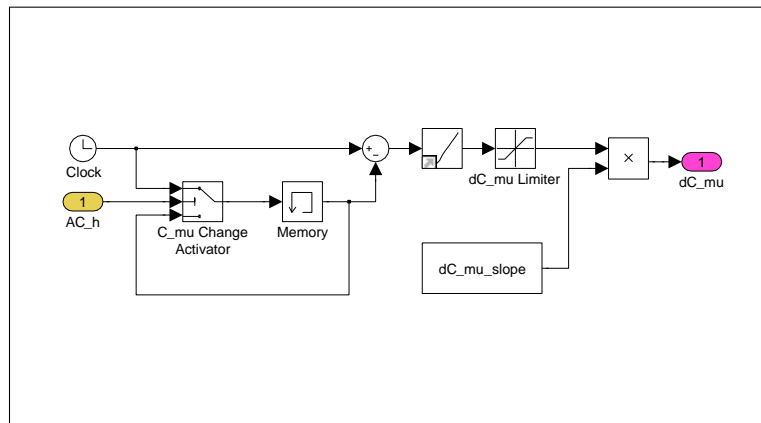 Clock
1
AC_h
C_mu Change
Activator
Memory
+
-
dC_mu Limiter
dC_mu_slope
×
1
dC_mu